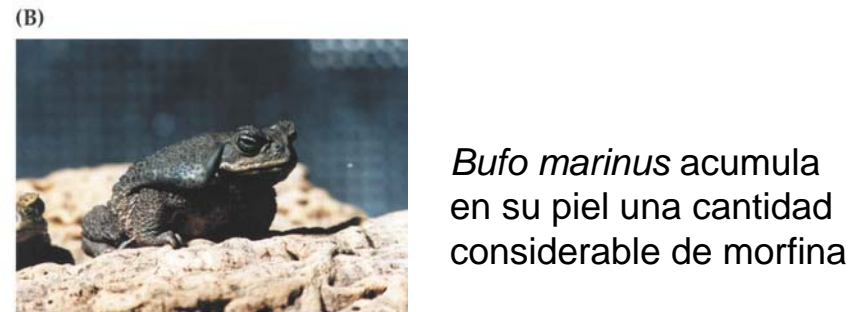 (B)
Bufo marinus acumula
en su piel una cantidad
considerable de morfina